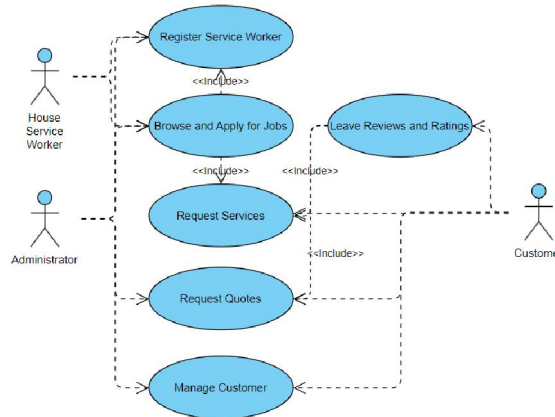 Register Service Worker
<<Include>>
House
Service
Worker
Browse and Apply for Jobs
Leave Reviews and Ratings
<<Include>>
<<Include>>
Request Services
Administrator
<<Include>>
Custome
Request Quotes
Manage Customer